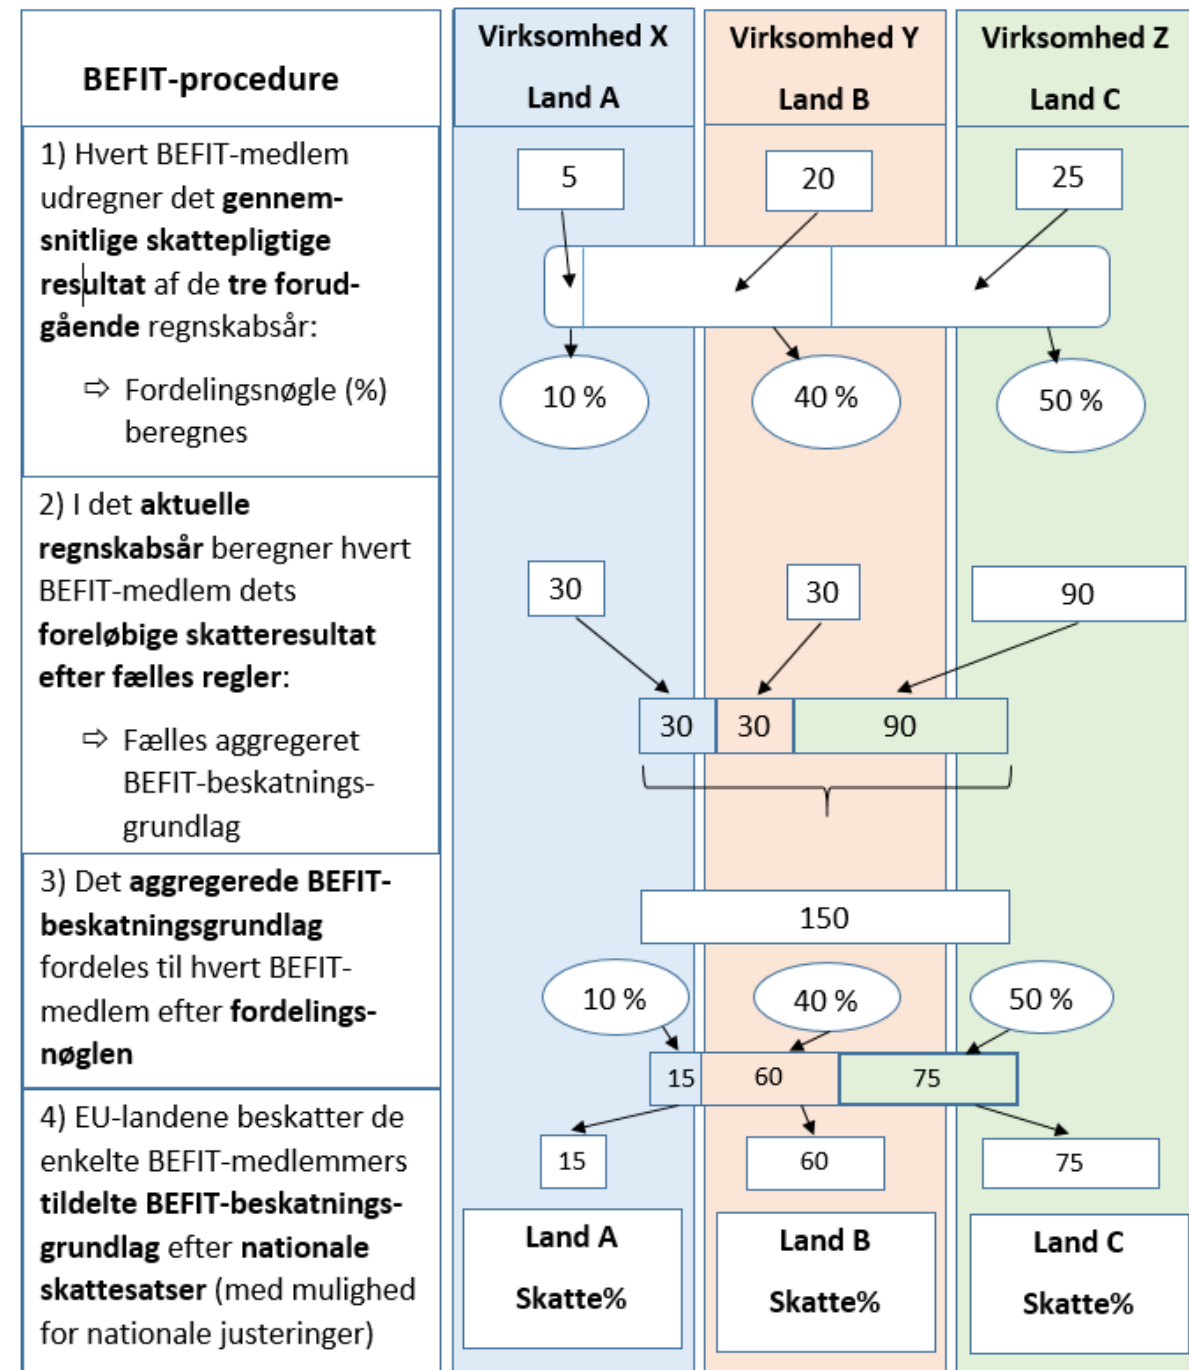 BEFIT-procedure
Virksomhed X
Land A
Virksomhed Y
Land B
Virksomhed Z
Land C
1) Hvert BEFIT-medlem
udregner det gennem-
snitlige skattepligtige
resultat af de tre forud-
gående regnskabsår:
⇨ Fordelingsnøgle (%)
beregnes
5
20
25
10 %
40 %
50 %
2) I det aktuelle
regnskabsår beregner hvert
BEFIT-medlem dets
foreløbige skatteresultat
efter fælles regler:
⇨ Fælles aggregeret
BEFIT-beskatnings-
grundlag
30
30
90
30
30
90
3) Det aggregerede BEFIT-
beskatningsgrundlag
fordeles til hvert BEFIT-
medlem efter fordelings-
nøglen
150
10 %
40 %
50 %
15
60
75
4) EU-landene beskatter de
enkelte BEFIT-medlemmers
tildelte BEFIT-beskatnings-
grundlag efter nationale
skattesatser (med mulighed
for nationale justeringer)
15
60
75
Land A
Skatte%
Land B
Skatte%
Land C
Skatte%